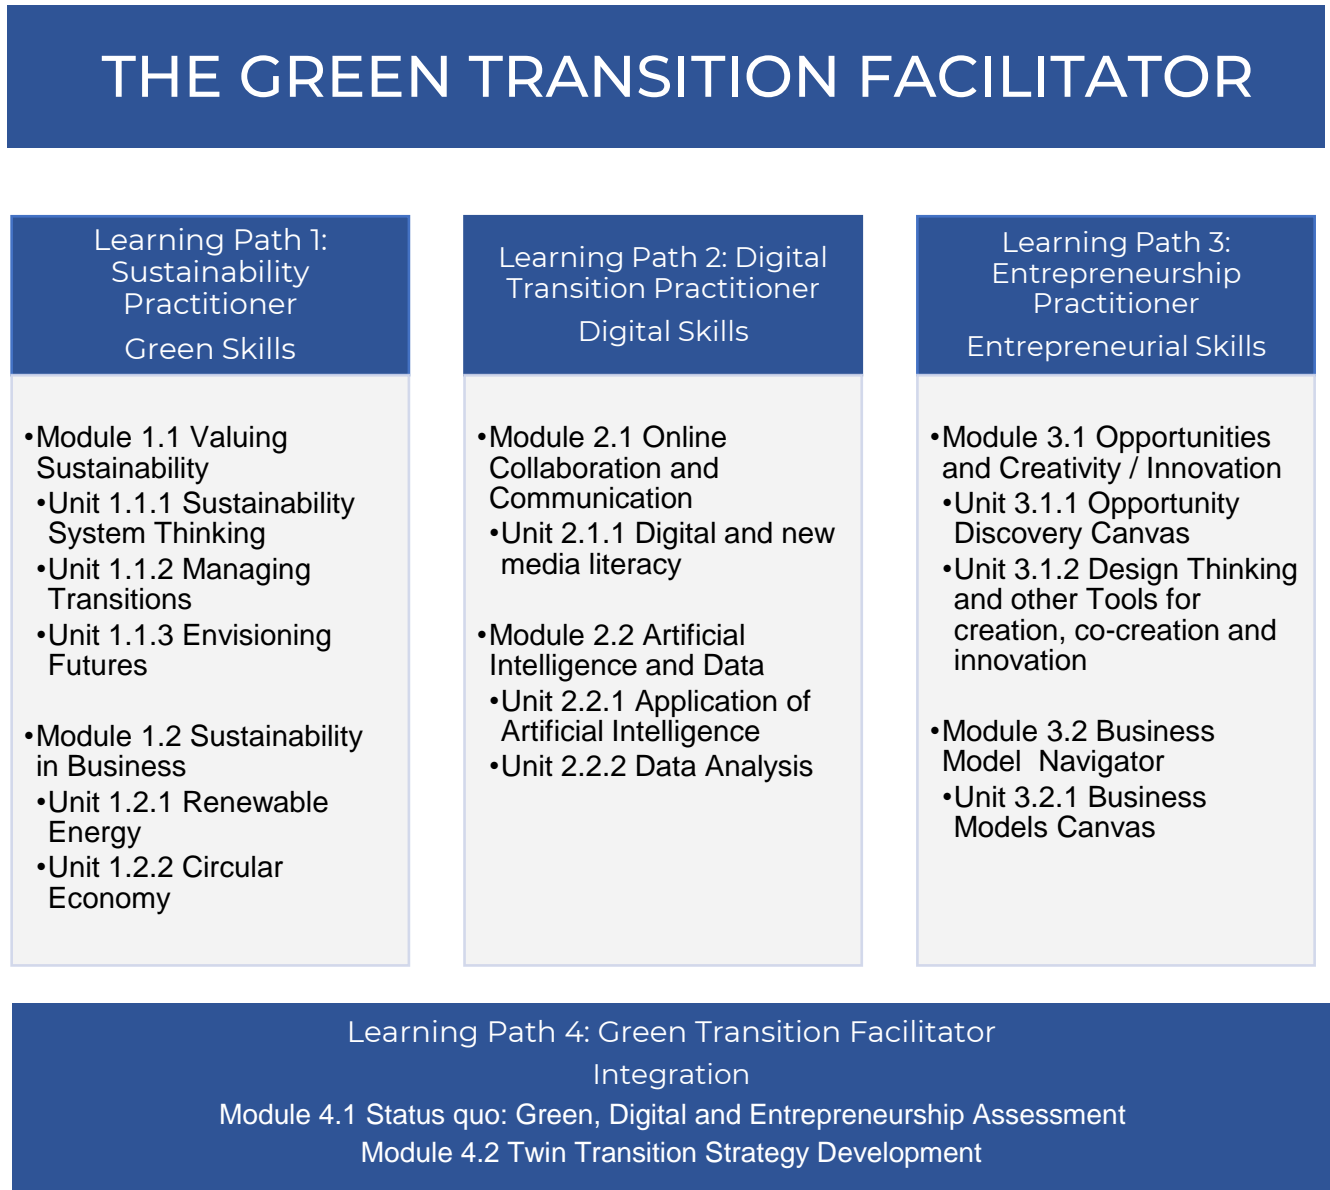 THE GREEN TRANSITION FACILITATOR
Learning Path 1:
Sustainability
Practitioner
Green Skills
•Module 1.1 Valuing
Sustainability
•Unit 1.1.1 Sustainability
System Thinking
•Unit 1.1.2 Managing
Transitions
•Unit 1.1.3 Envisioning
Futures
•Module 1.2 Sustainability
in Business
•Unit 1.2.1 Renewable
Energy
•Unit 1.2.2 Circular
Economy
Learning Path 2: Digital
Transition Practitioner
Digital Skills
•Module 2.1 Online
Collaboration and
Communication
•Unit 2.1.1 Digital and new
media literacy
•Module 2.2 Artificial
Intelligence and Data
•Unit 2.2.1 Application of
Artificial Intelligence
•Unit 2.2.2 Data Analysis
Learning Path 3:
Entrepreneurship
Practitioner
Entrepreneurial Skills
•Module 3.1 Opportunities
and Creativity / Innovation
•Unit 3.1.1 Opportunity
Discovery Canvas
•Unit 3.1.2 Design Thinking
and other Tools for
creation, co-creation and
innovation
•Module 3.2 Business
Model  Navigator
•Unit 3.2.1 Business
Models Canvas
Learning Path 4: Green Transition Facilitator
Integration
Module 4.1 Status quo: Green, Digital and Entrepreneurship Assessment
Module 4.2 Twin Transition Strategy Development